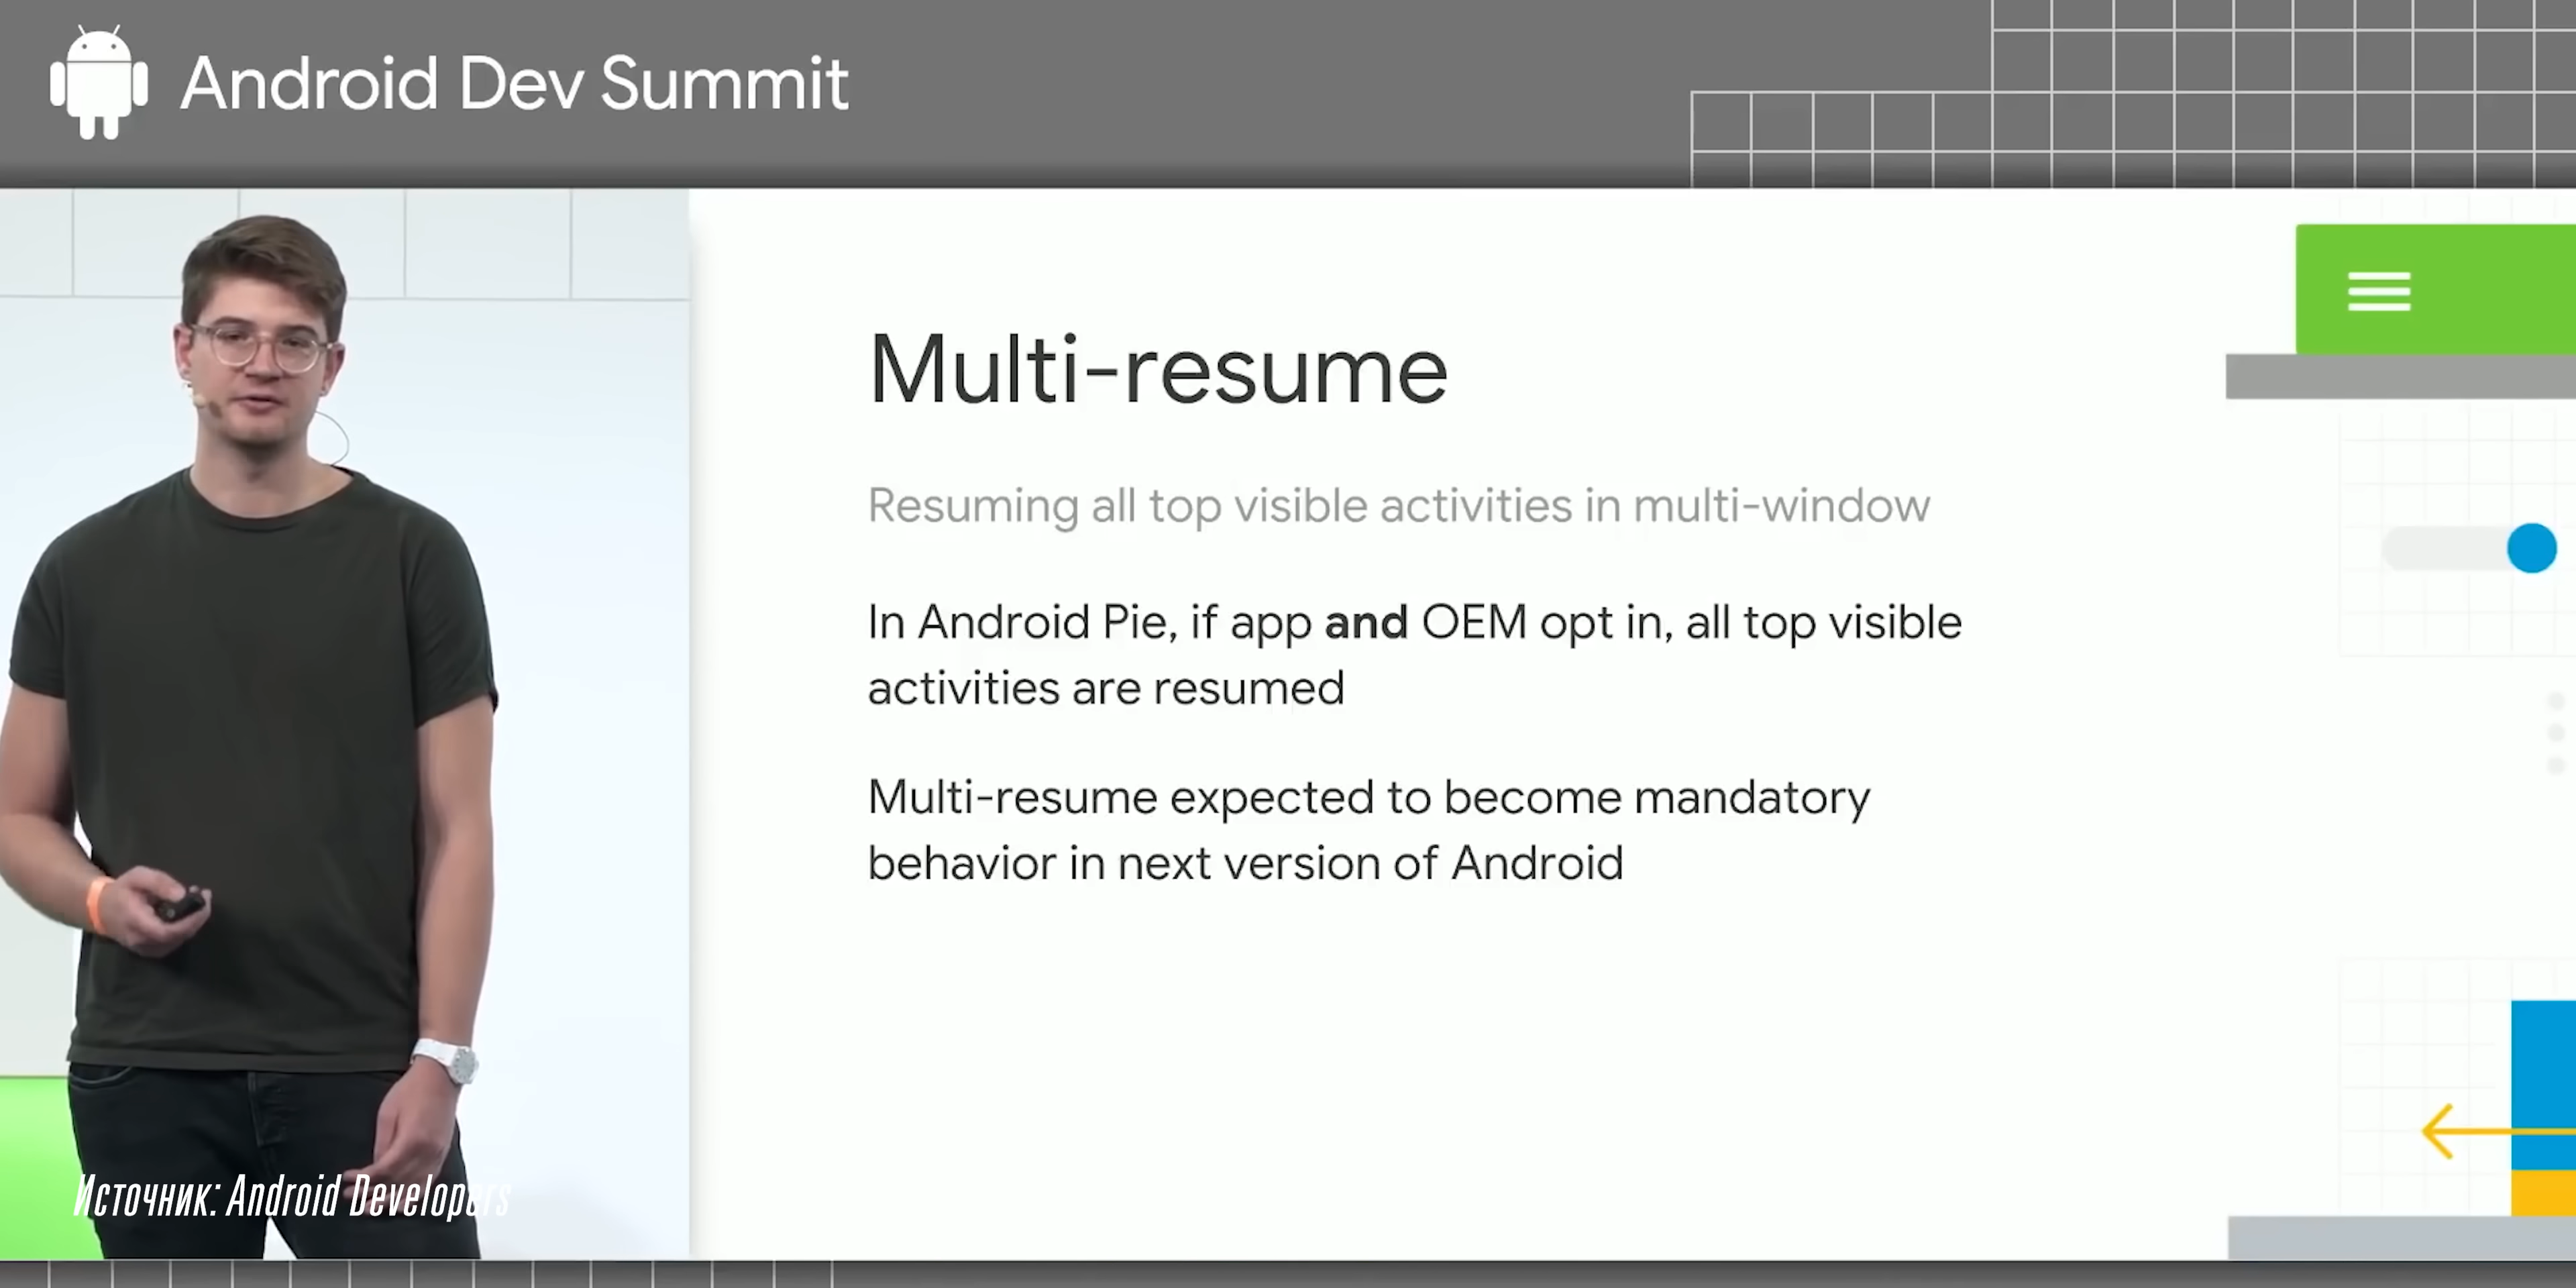 Android Dev Summit
Multi-resume
Resuming all top visible activities in multi-window
In Android Pie, if app and OEM opt in, all top visible
activities are resumed
Multi-resume expected to become mandatory
behavior in next version of Android
Источник: Android Developers